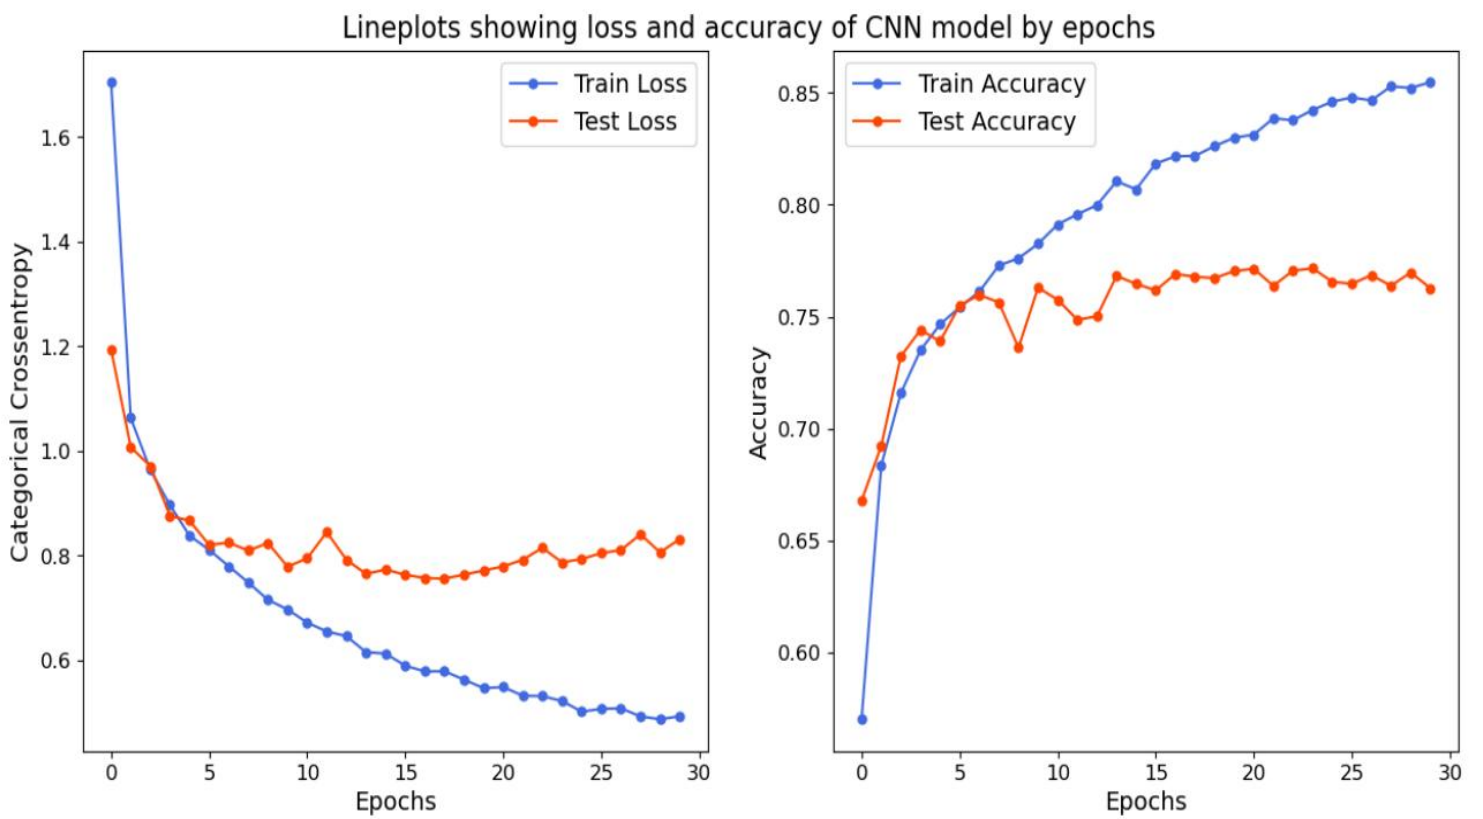 Lineplots showing loss and accuracy of CNN model by epochs
Train Loss
Test Loss
1.6
1.4
1.2
1.0
0.8
0.6
Categorical Crossentropy
0 5 10 15 20 25 30
Epochs
Train Accuracy
Test Accuracy
0.85
0.80
0.75
0.70
0.65
0.60
Accuracy
0 5 10 15 20 25 30
Epochs